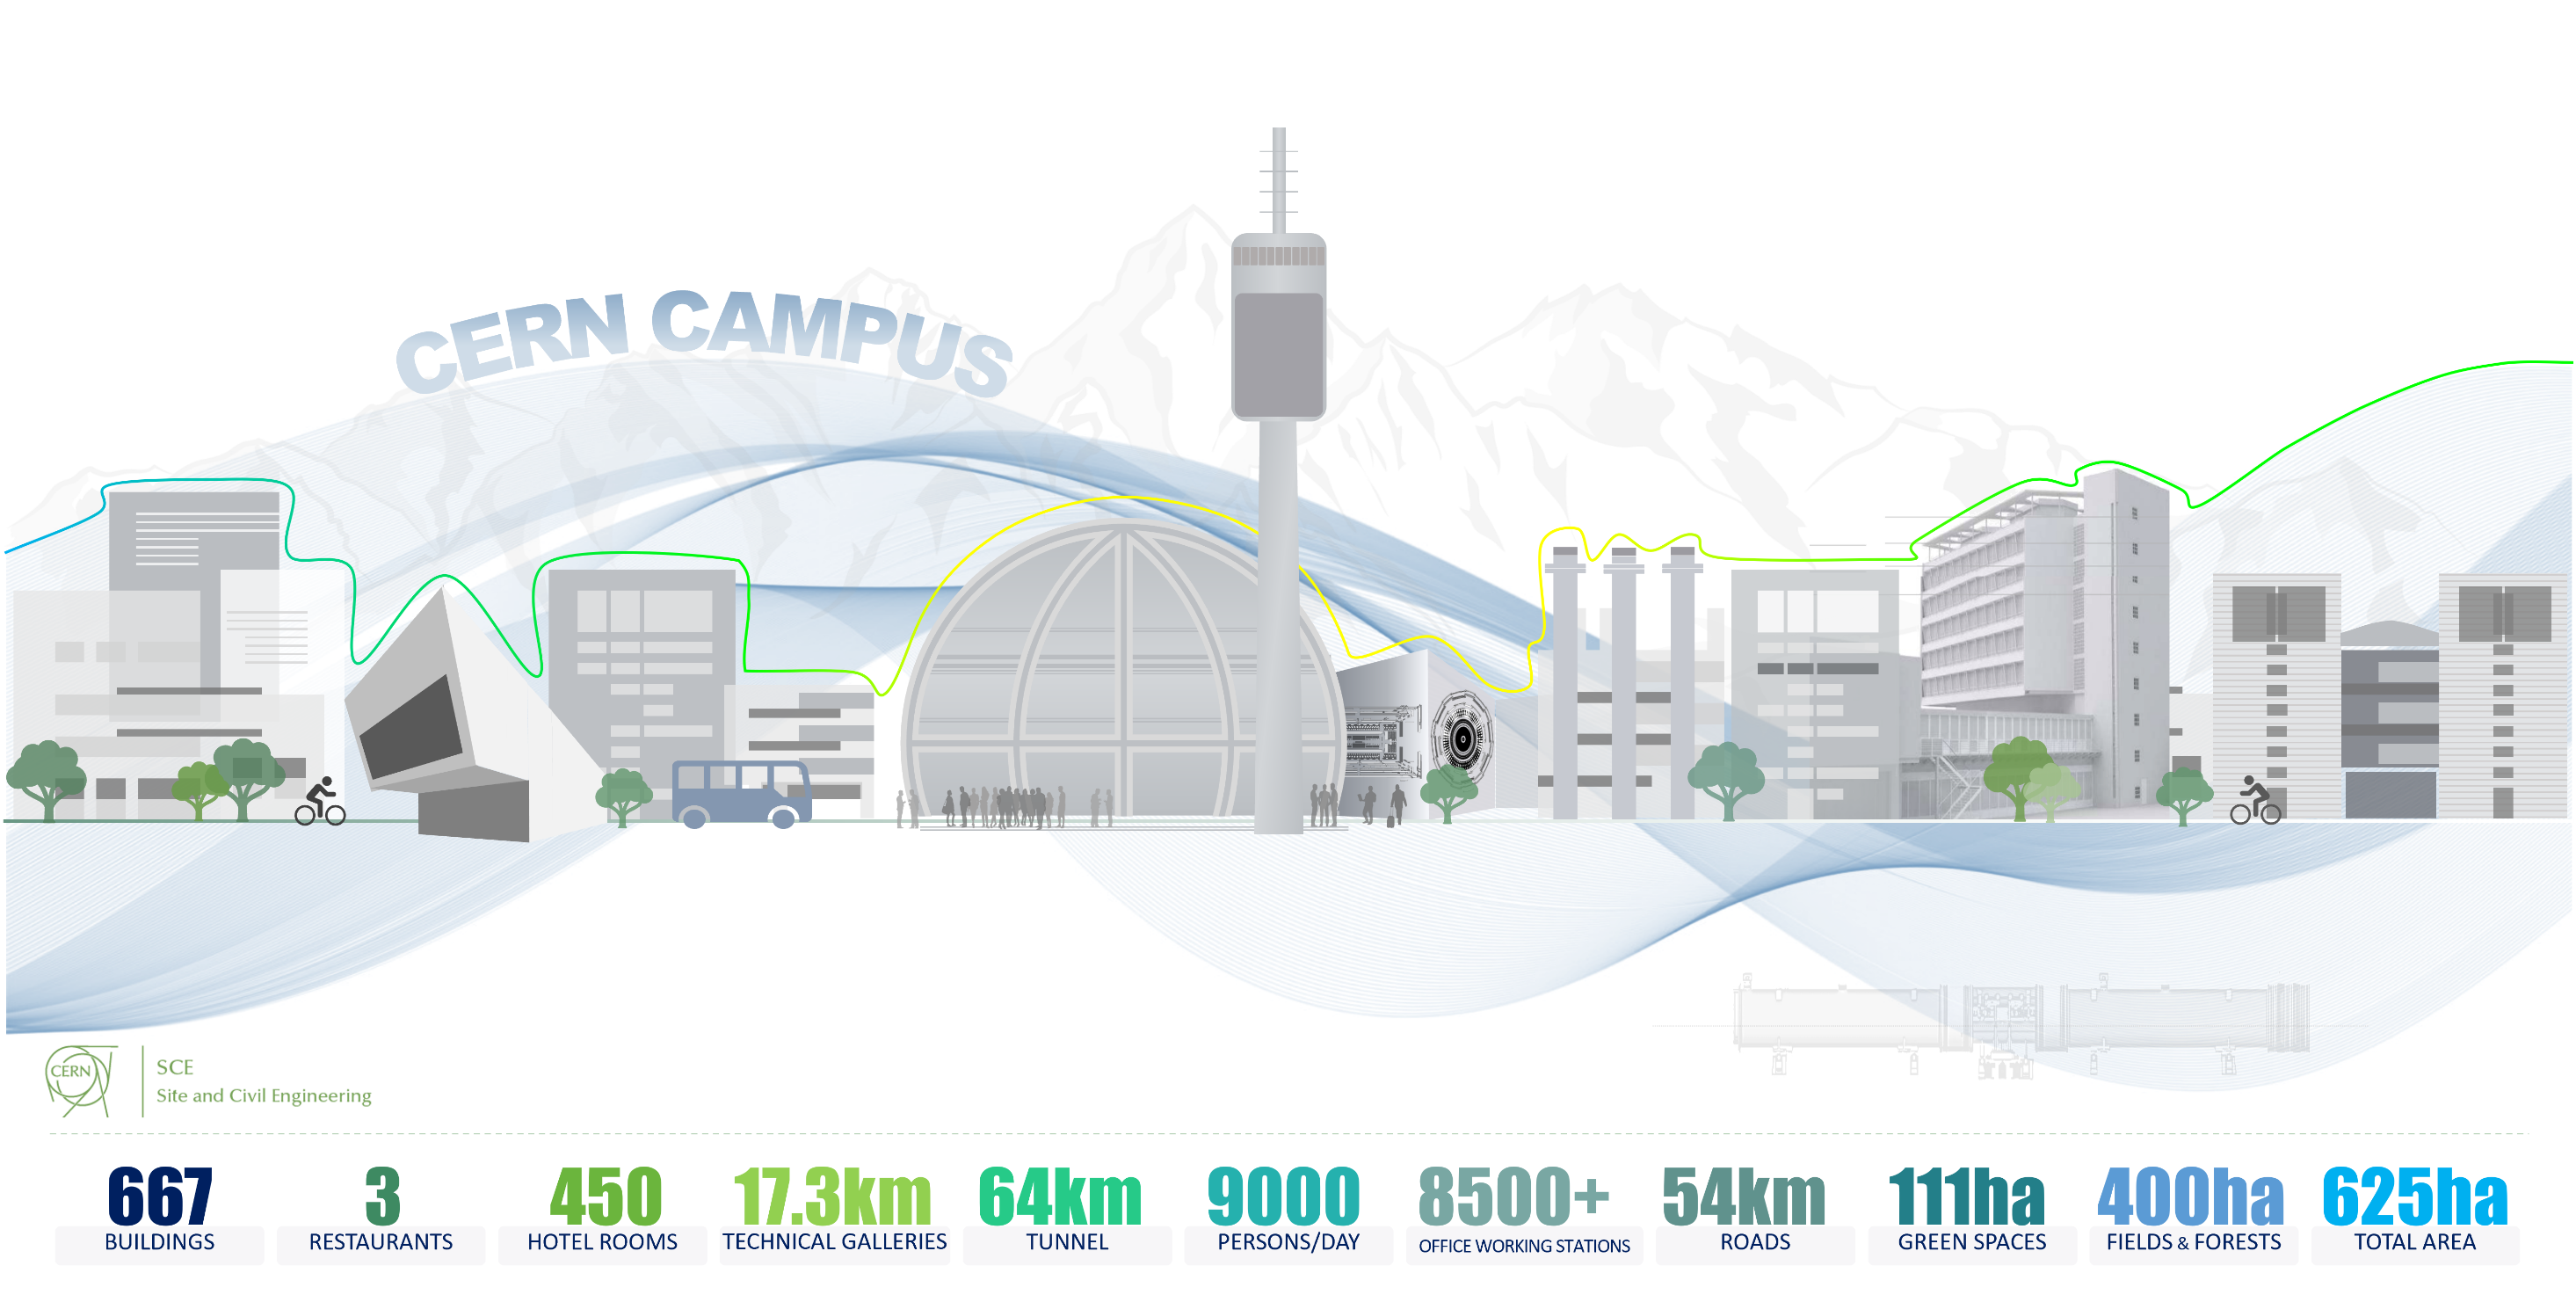 CERN CAMPUS
CERN
SCE
Site and Civil Engineering
667
BUILDINGS
3
RESTAURANTS
450
HOTEL ROOMS
17.3km
TECHNICAL GALLERIES
64km
TUNNEL
9000
PERSONS/DAY
8500+
OFFICE WORKING STATIONS
54km
ROADS
111ha
GREEN SPACES
400ha
FIELDS & FORESTS
625ha
TOTAL AREA